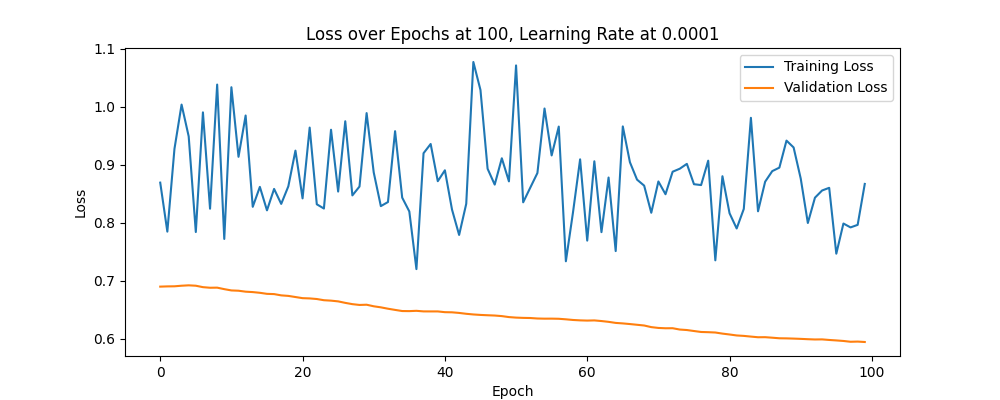 Loss over Epochs at 100, Learning Rate at 0.0001
Training Loss
Validation Loss
Loss
1.1
1.0
0.9
0.8
0.7
0.6
0 20 40 60 80 100
Epoch